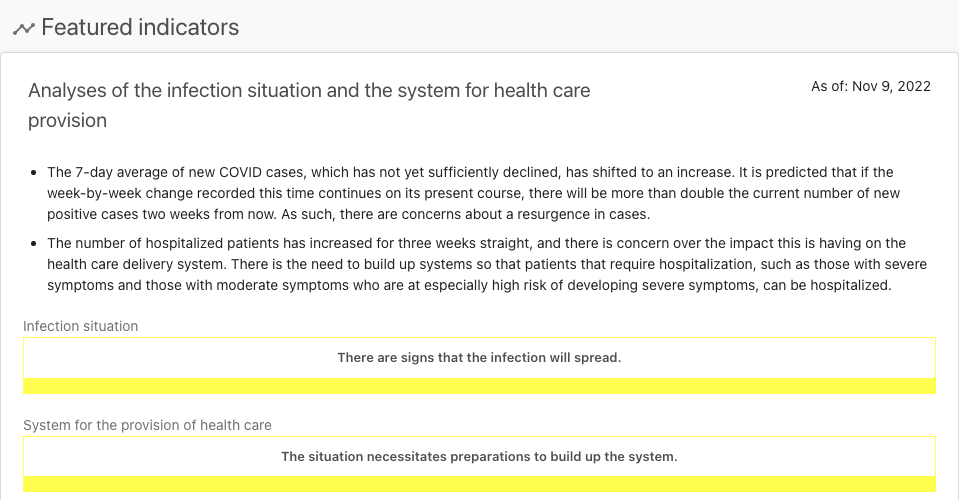 Featured indicators
Analyses of the infection situation and the system for health care
provision
As of: Nov 9, 2022
• The 7-day average of new COVID cases, which has not yet sufficiently declined, has shifted to an increase. It is predicted that if the
week-by-week change recorded this time continues on its present course, there will be more than double the current number of new
positive cases two weeks from now. As such, there are concerns about a resurgence in cases.
• The number of hospitalized patients has increased for three weeks straight, and there is concern over the impact this is having on the
health care delivery system. There is the need to build up systems so that patients that require hospitalization, such as those with severe
symptoms and those with moderate symptoms who are at especially high risk of developing severe symptoms, can be hospitalized.
Infection situation
There are signs that the infection will spread.
System for the provision of health care
The situation necessitates preparations to build up the system.